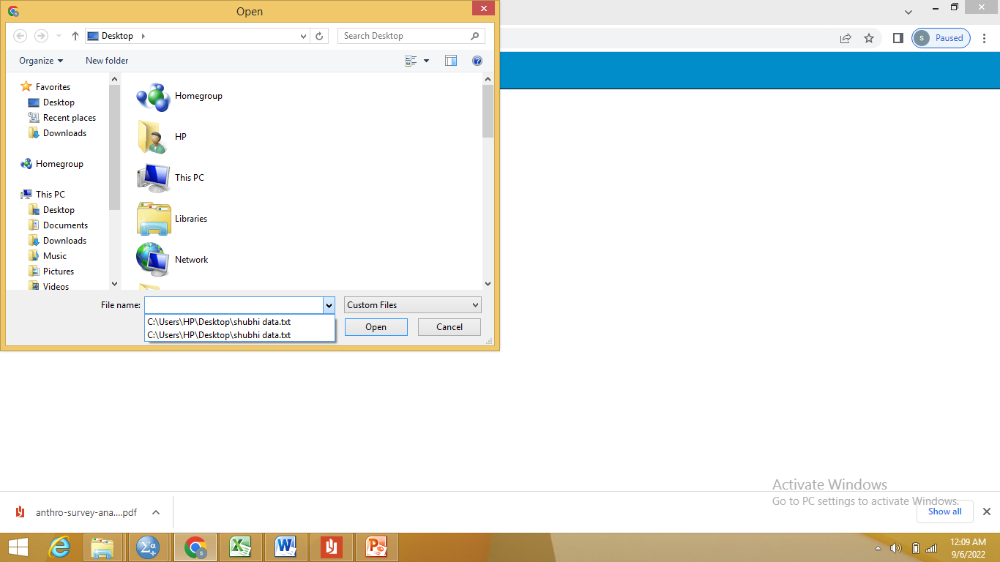 Open
Desktop
Search Desktop
Paused
S
Organize
New folder
Favorites
Desktop
Recent places
Downloads
Homegroup
This PC
Desktop
Documents
Downloads
Music
Pictures
Videos
Homegroup
HP
This PC
Libraries
Network
File name:
Custom Files
C:\Users\HP\Desktop\shubhi data.txt
C:\Users\HP\Desktop\shubhi data.txt
Open
Cancel
Activate Windows
Go to PC settings to activate Windows.
anthro-survey-ana....pdf
Show all
12:09 AM
9/6/2022